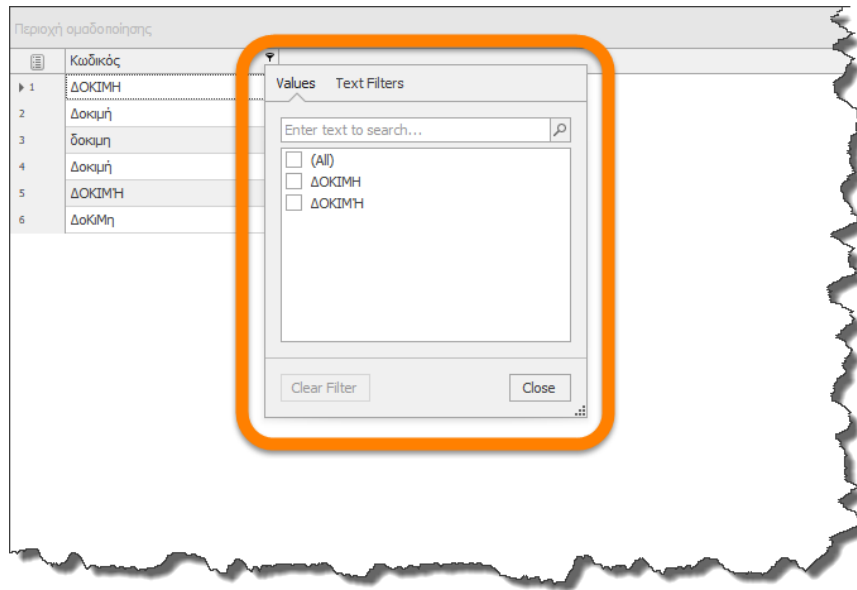 Περιοχή ομαδοποίησης
Κωδικός
1 ΔΟΚΙΜΗ
2 Δοκιμή
3 δοκιμη
4 Δοκιμή
5 ΔΟΚΙΜΉ
6 ΔοΚιΜη
Values Text Filters
Enter text to search...
(All)
ΔΟΚΙΜΗ
ΔΟΚΙΜΉ
Clear Filter Close